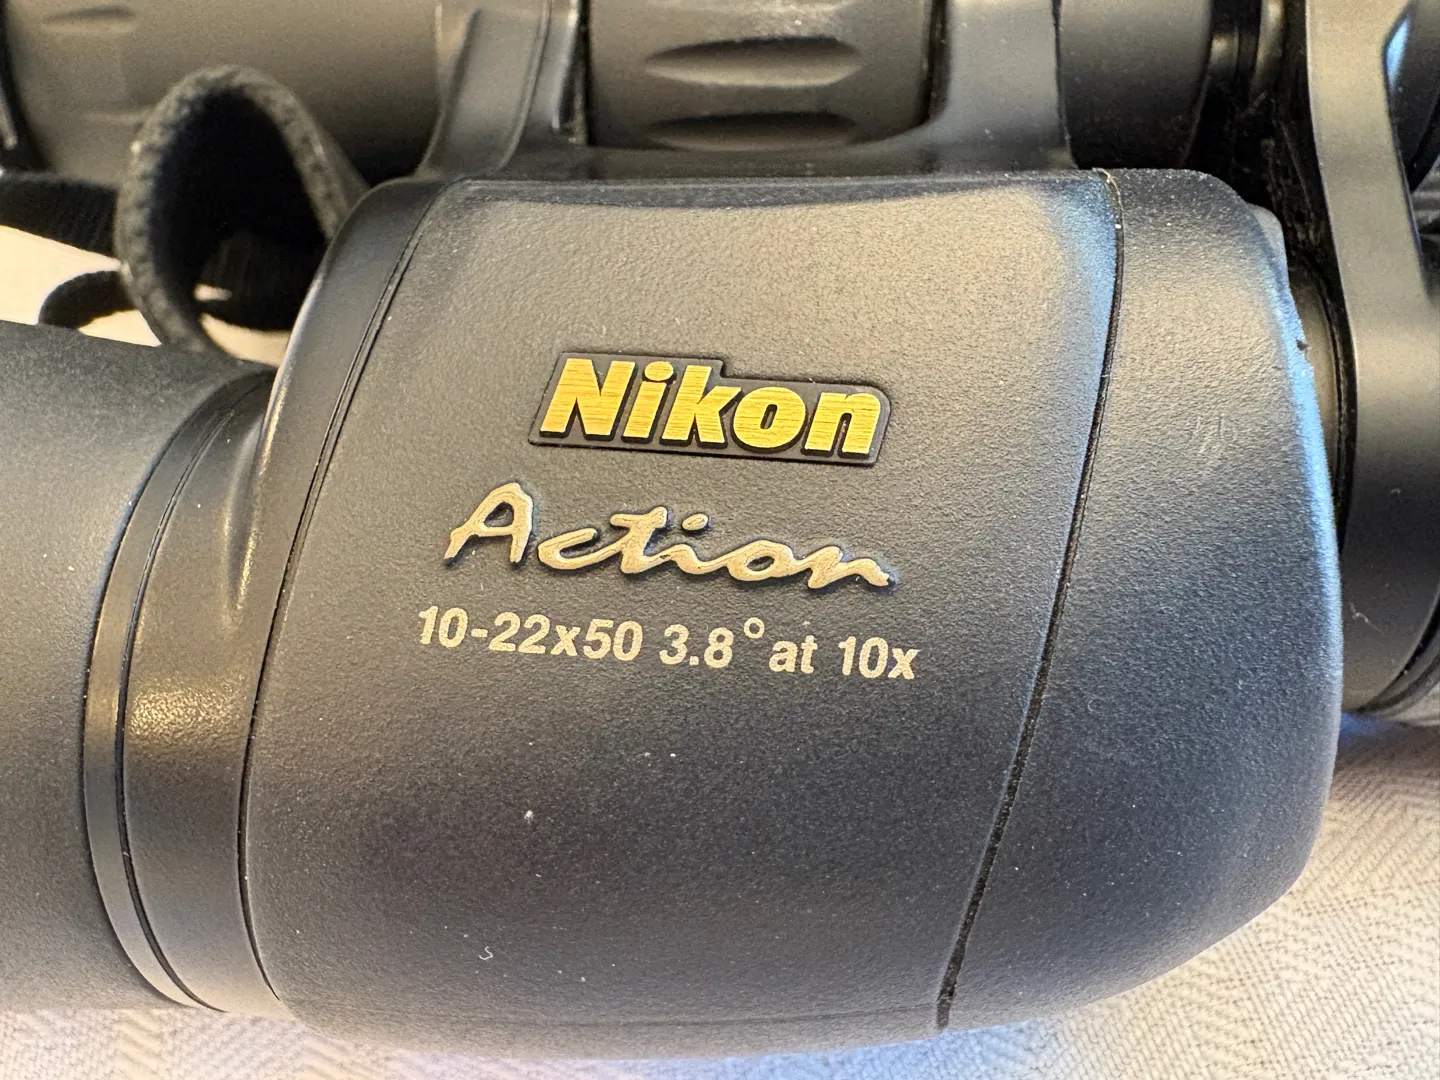 Nikon
Action
10-22x50 3.8° at 10x